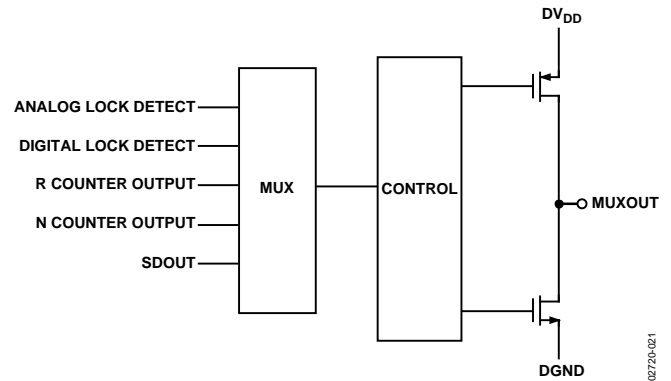 DVDD
ANALOG LOCK DETECT
DIGITAL LOCK DETECT
R COUNTER OUTPUT
N COUNTER OUTPUT
SDOUT
MUX
CONTROL
MUXOUT
DGND
02720-021